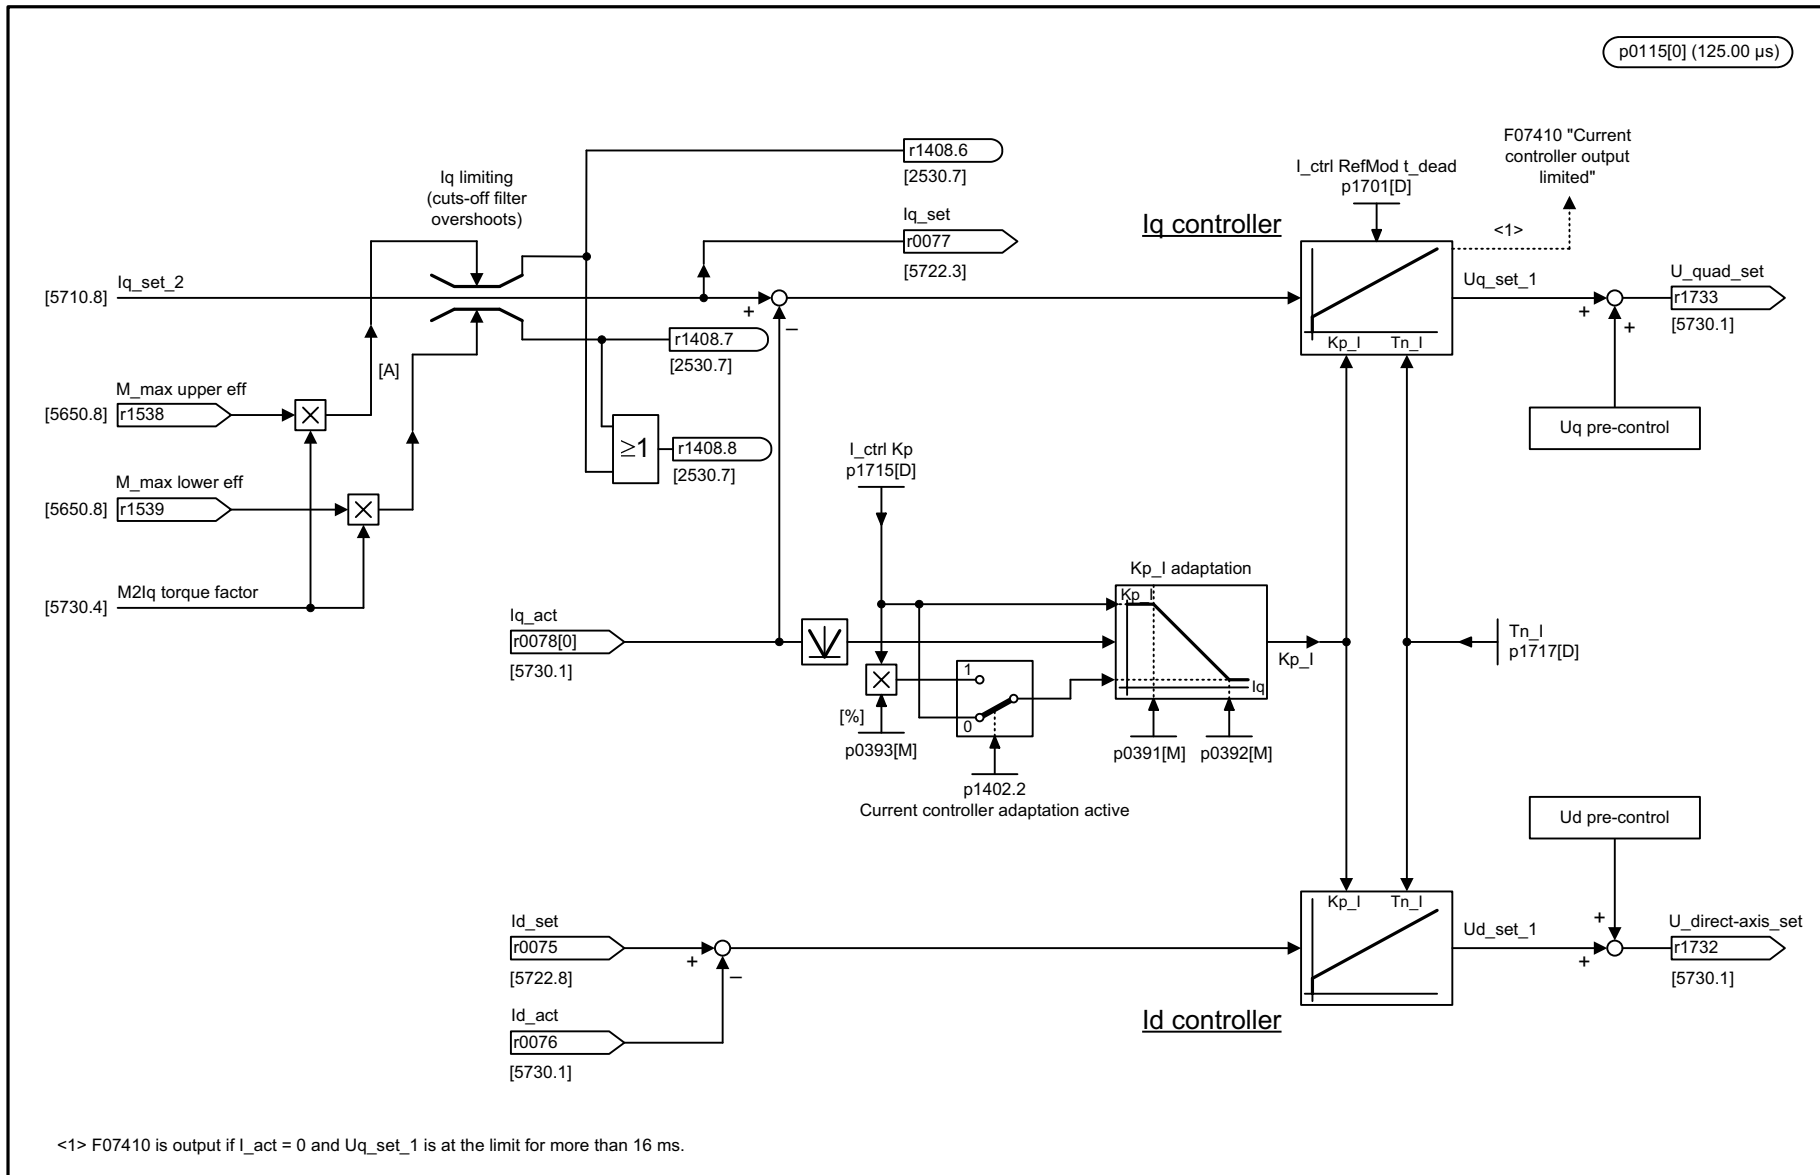 p0115[0] (125.00 µs)
F07410 "Current
controller output
limited"
<1>
r1408.6
[2530.7]
Iq limiting
(cuts-off filter
overshoots)
I_ctrl RefMod t_dead
p1701[D]
Iq_set
r0077
[5722.3]
Iq controller
[5710.8]
Iq_set_2
+
–
Kp_I
Tn_I
Uq_set_1
+
+
U_quad_set
r1733
[5730.1]
r1408.7
[2530.7]
[A]
M_max upper eff
[5650.8]
r1538
Uq pre-control
≥1
r1408.8
[2530.7]
I_ctrl Kp
p1715[D]
M_max lower eff
[5650.8]
r1539
M2Iq torque factor
[5730.4]
Iq_act
r0078[0]
[5730.1]
Kp_I adaptation
Kp_I
Iq
Kp_I
Tn_I
p1717[D]
[%]
p0393[M]
1
0
p0391[M]
p0392[M]
p1402.2
Current controller adaptation active
Ud pre-control
Id_set
r0075
[5722.8]
+
–
Kp_I
Tn_I
Ud_set_1
+
+
U_direct-axis_set
r1732
[5730.1]
Id_act
r0076
[5730.1]
Id controller
<1> F07410 is output if I_act = 0 and Uq_set_1 is at the limit for more than 16 ms.